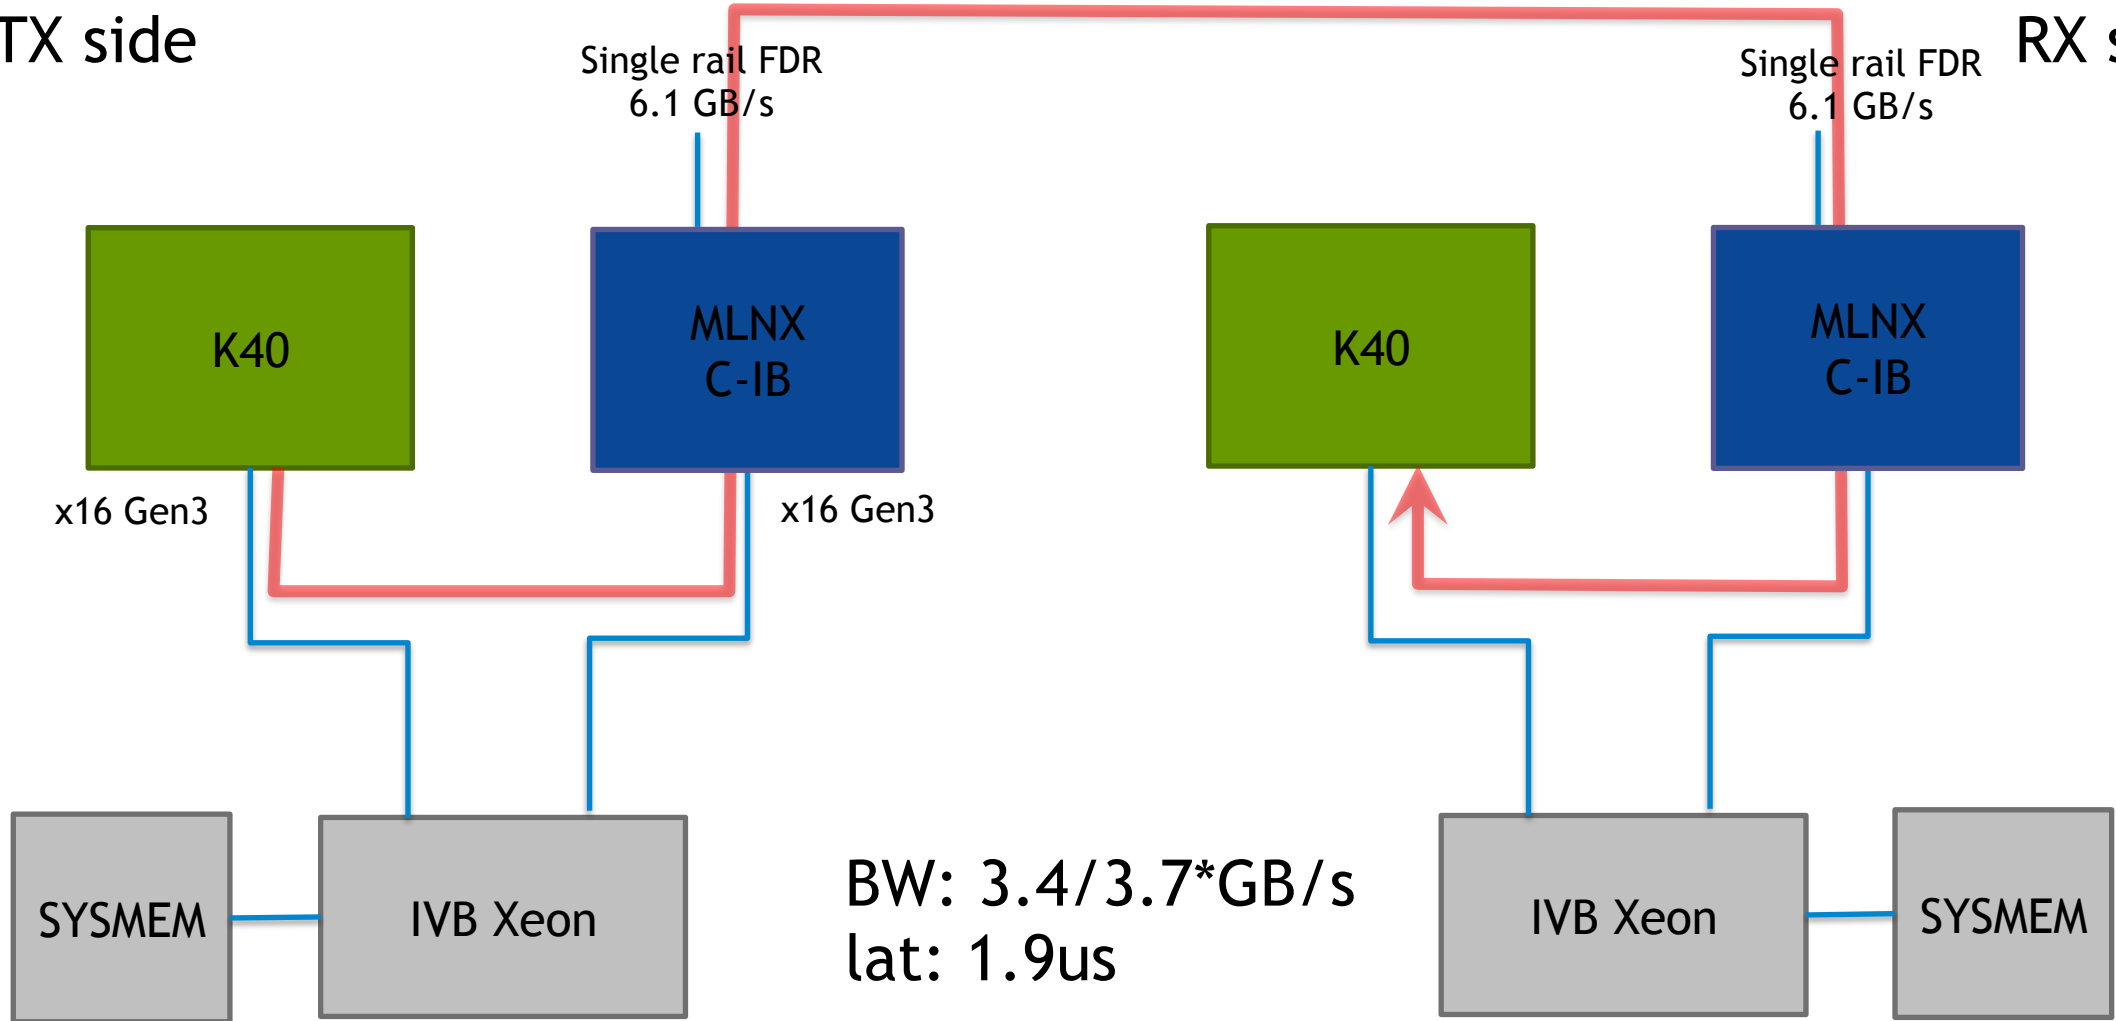 TX side
RX s
Single rail FDR
6.1 GB/s
Single rail FDR
6.1 GB/s
K40
MLNX
C-IB
K40
MLNX
C-IB
x16 Gen3
x16 Gen3
SYSMEM
IVB Xeon
BW: 3.4/3.7*GB/s
lat: 1.9us
IVB Xeon
SYSMEM